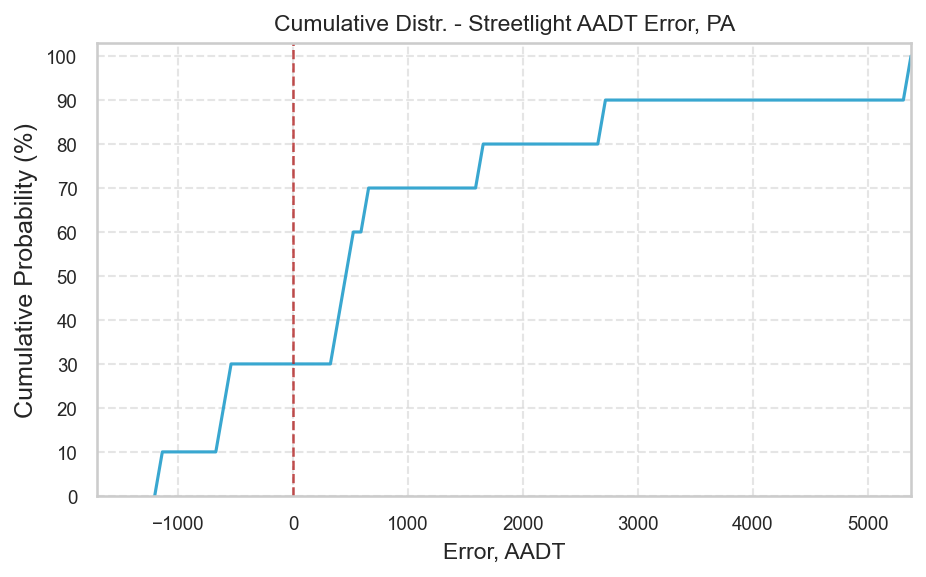 Cumulative Distr. - Streetlight AADT Error, PA
Cumulative Probability (%)
100
90
80
70
60
50
40
30
20
10
0
−1000 0 1000 2000 3000 4000 5000
Error, AADT